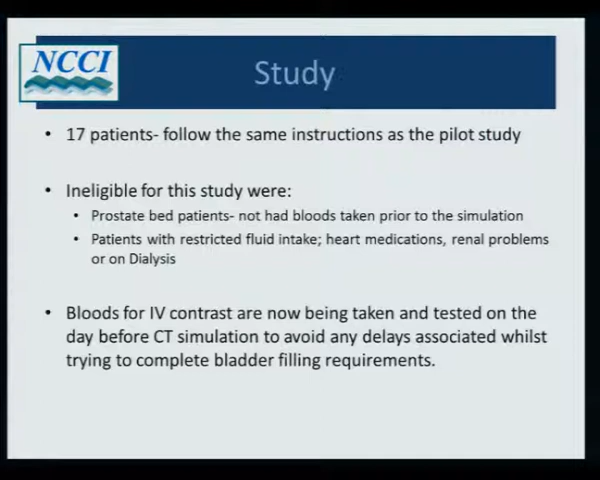 NCCI
Study
• 17 patients- follow the same instructions as the pilot study
• Ineligible for this study were:
• Prostate bed patients- not had bloods taken prior to the simulation
• Patients with restricted fluid intake; heart medications, renal problems
or on Dialysis
• Bloods for IV contrast are now being taken and tested on the
day before CT simulation to avoid any delays associated whilst
trying to complete bladder filling requirements.